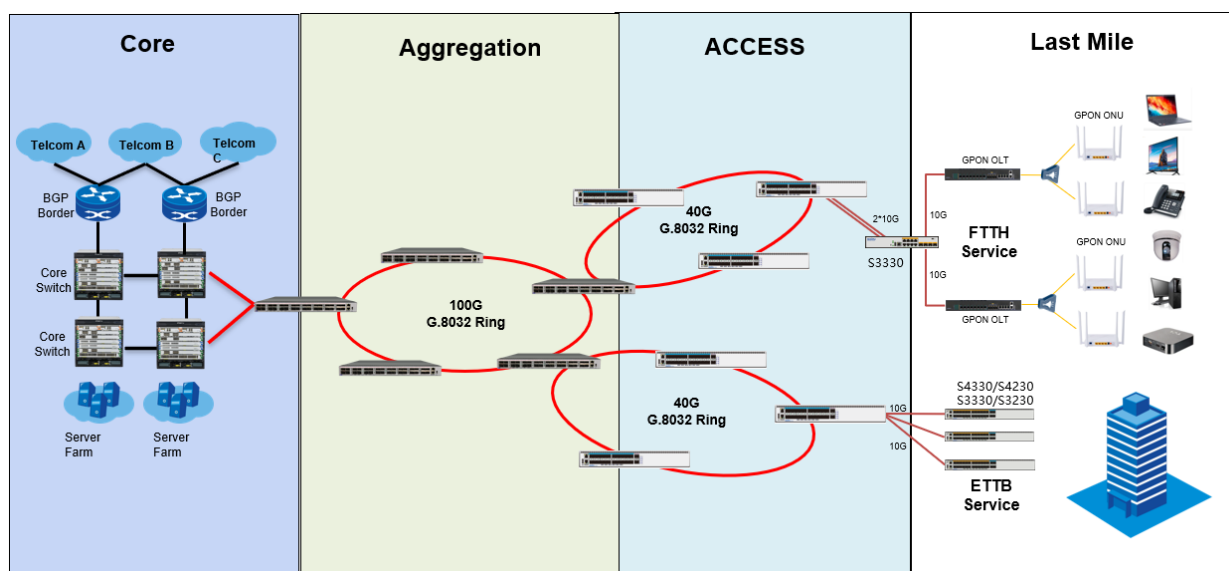 Core
Aggregation
ACCESS
Last Mile
Telcom A
Telcom B
Telcom
C
BGP
Border
BGP
Border
Core
Switch
Core
Switch
Server
Farm
Server
Farm
100G
G.8032 Ring
40G
G.8032 Ring
40G
G.8032 Ring
2*10G
S3330
10G
10G
GPON OLT
GPON ONU
FTTH
Service
GPON ONU
GPON OLT
10G
10G
S4330/S4230
S3330/S3230
ETTB
Service